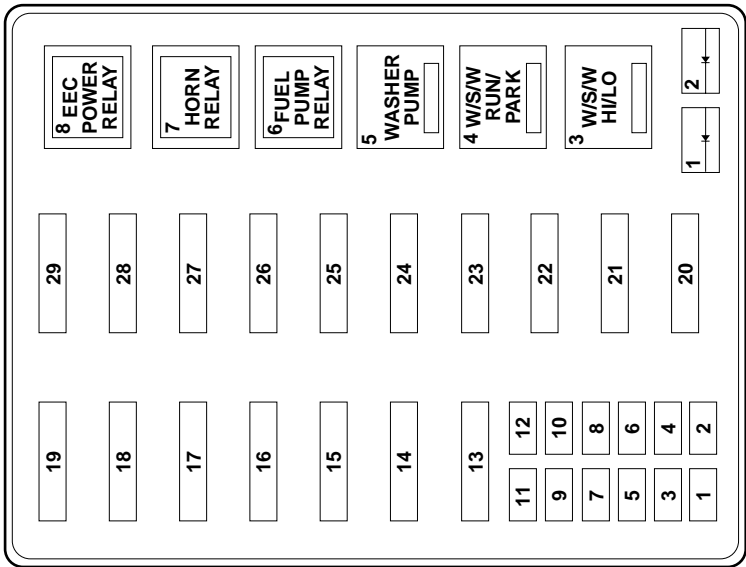 8 EEC
POWER
RELAY
7
HORN
RELAY
6 FUEL
PUMP
RELAY
5
WASHER
PUMP
4 W/S/W
RUN/
PARK
3
W/S/W
HI/LO
2
1
29
28
27
26
25
24
23
22
21
20
19
18
17
16
15
14
13
12
10
8
6
4
2
11
9
7
5
3
1